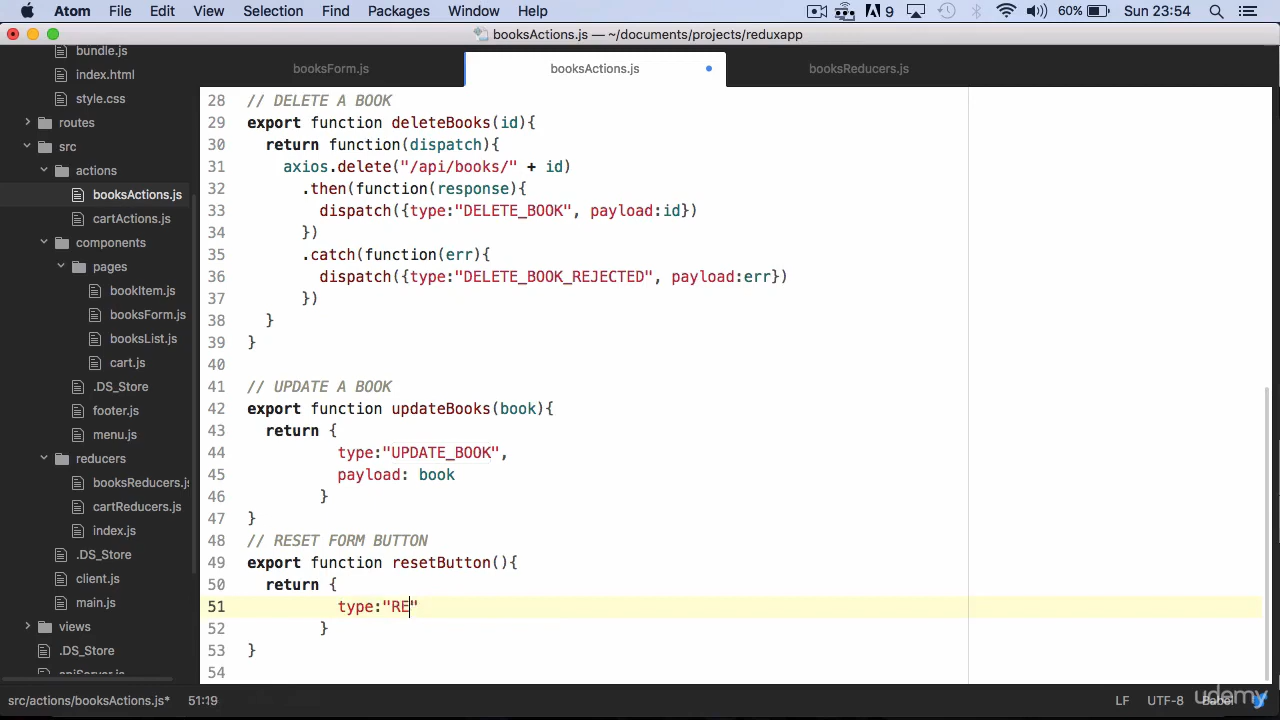 Atom File Edit View Selection Find Packages Window Help 9 60% Sun 23:54
booksActions.js — ~/documents/projects/reduxapp
booksForm.js booksActions.js booksReducers.js
bundle.js
index.html
style.css
routes
src
actions
booksActions.js
cartActions.js
components
pages
bookItem.js
booksForm.js
booksList.js
cart.js
.DS_Store
footer.js
menu.js
reducers
booksReducers.js
cartReducers.js
index.js
.DS_Store
client.js
main.js
views
.DS_Store
apiServer.js
28 // DELETE A BOOK
29 export function deleteBooks(id){
30 return function(dispatch){
31 axios.delete("/api/books/" + id)
32 .then(function(response){
33 dispatch({type:"DELETE_BOOK", payload:id})
34 })
35 .catch(function(err){
36 dispatch({type:"DELETE_BOOK_REJECTED", payload:err})
37 })
38 }
39 }
40
41 // UPDATE A BOOK
42 export function updateBooks(book){
43 return {
44 type:"UPDATE_BOOK",
45 payload: book
46 }
47 }
48 // RESET FORM BUTTON
49 export function resetButton(){
50 return {
51 type:"RE"
52 }
53 }
54
src/actions/booksActions.js* 51:19 LF UTF-8 Babel
udemy